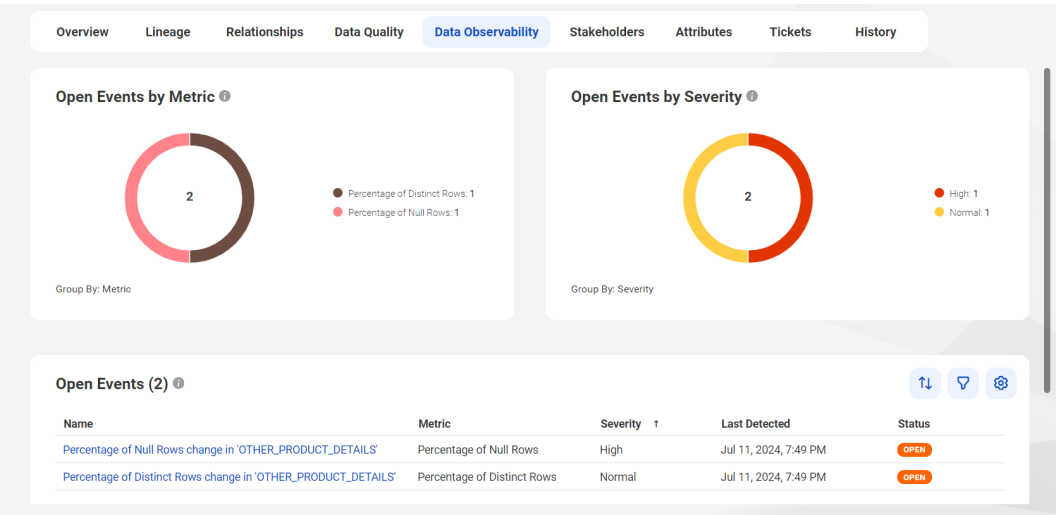 Overview Lineage Relationships Data Quality Data Observability Stakeholders Attributes Tickets History
Open Events by Metric
2
Percentage of Distinct Rows: 1
Percentage of Null Rows: 1
Group By: Metric
Open Events by Severity
2
High: 1
Normal: 1
Group By: Severity
Open Events (2)
Name Metric Severity ↑ Last Detected Status
Percentage of Null Rows change in 'OTHER_PRODUCT_DETAILS' Percentage of Null Rows High Jul 11, 2024, 7:49 PM OPEN
Percentage of Distinct Rows change in 'OTHER_PRODUCT_DETAILS' Percentage of Distinct Rows Normal Jul 11, 2024, 7:49 PM OPEN